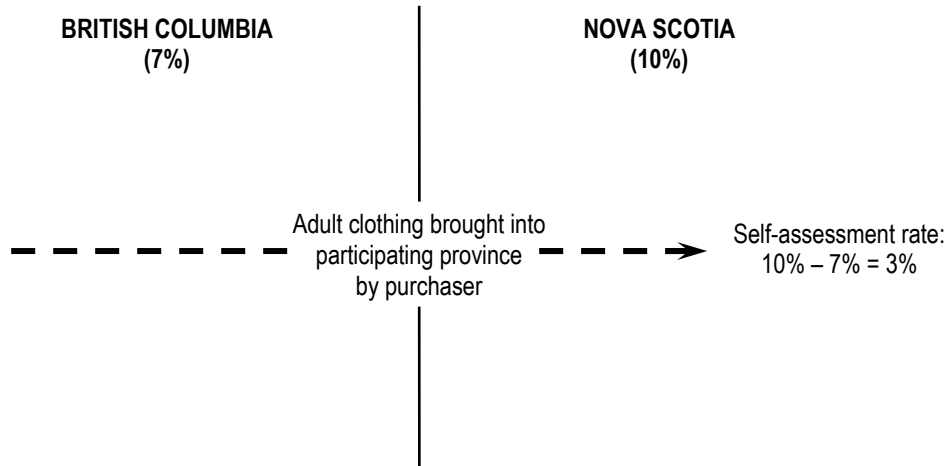 BRITISH COLUMBIA
(7%)
NOVA SCOTIA
(10%)
Adult clothing brought into
participating province
by purchaser
Self-assessment rate:
10% – 7% = 3%